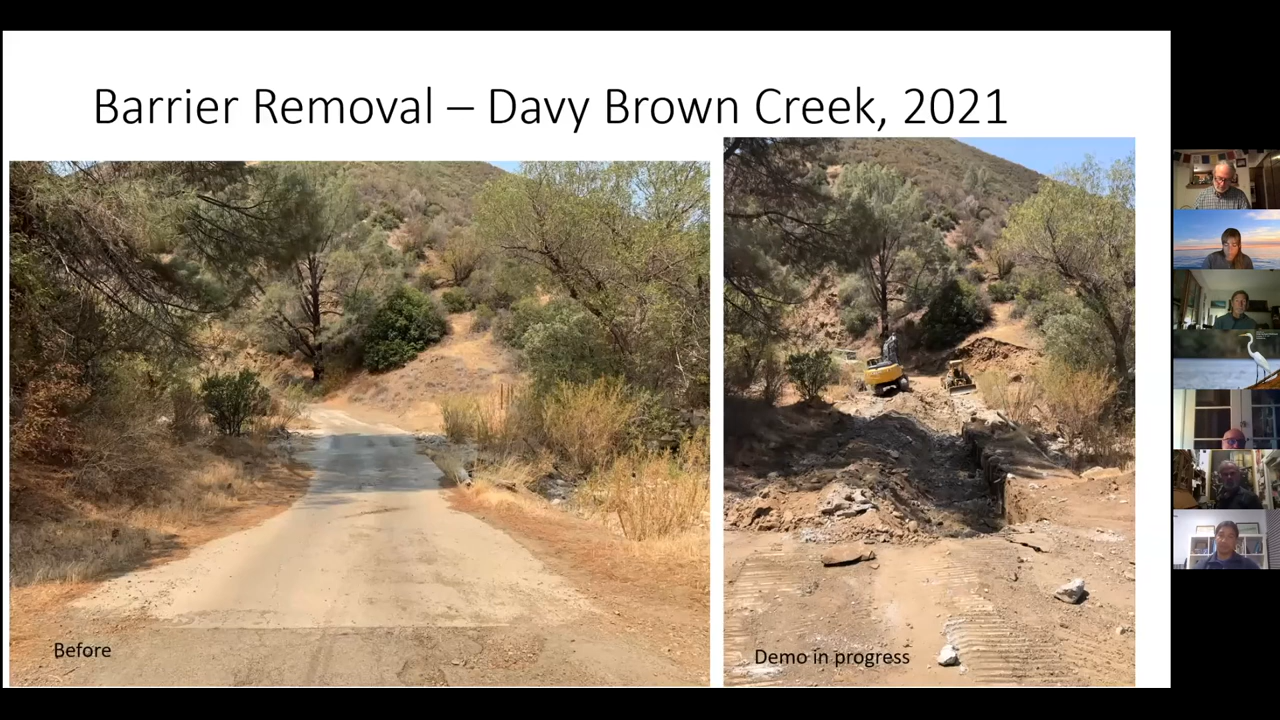 Barrier Removal – Davy Brown Creek, 2021
Before
Demo in progress